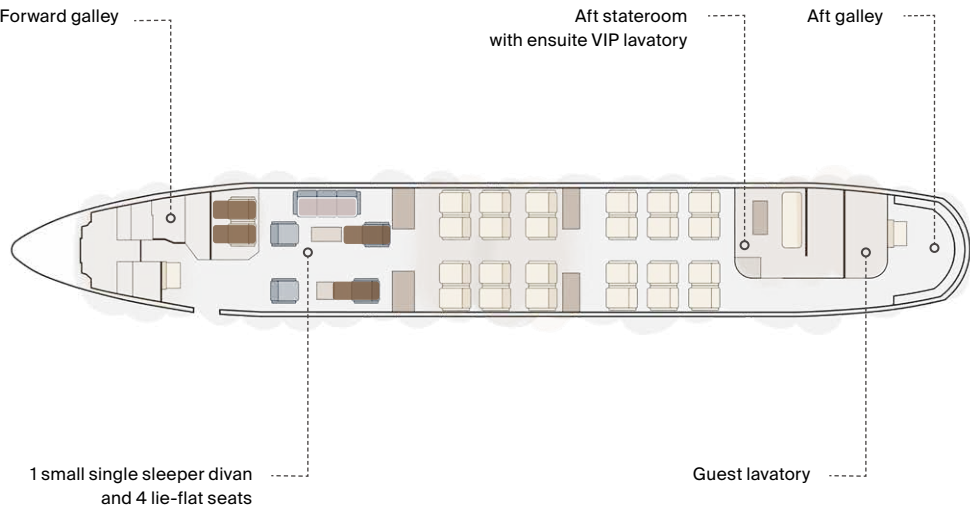 Forward galley
Aft stateroom
with ensuite VIP lavatory
Aft galley
1 small single sleeper divan
and 4 lie-flat seats
Guest lavatory